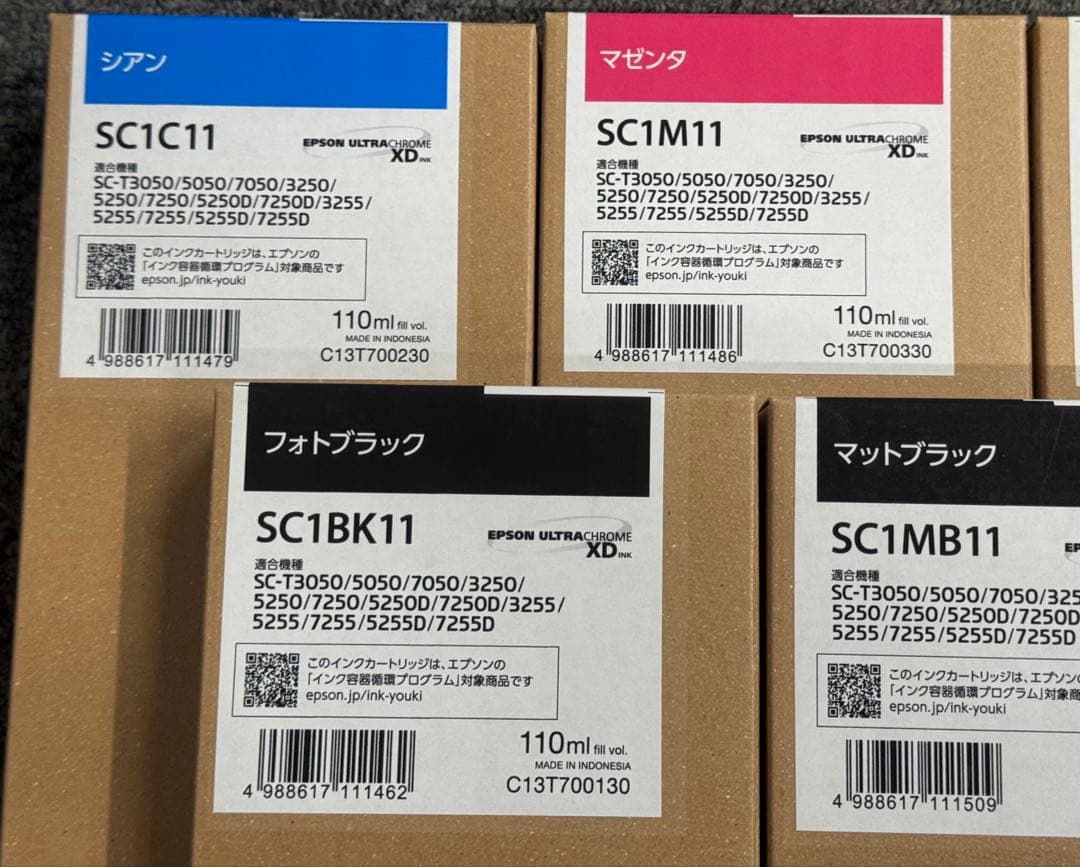 シアン
SC1C11
EPSON ULTRACHROME
XD INK
適合機種
SC-T3050/5050/7050/3250/
5250/7250/5250D/7250D/3255/
5255/7255/5255D/7255D
このインクカートリッジは、エプソンの
「インク容器循環プログラム」対象商品です
epson.jp/ink-youki
110ml fill vol.
MADE IN INDONESIA
C13T700230
4 988617 111479
マゼンタ
SC1M11
EPSON ULTRACHROME
XD INK
適合機種
SC-T3050/5050/7050/3250/
5250/7250/5250D/7250D/3255/
5255/7255/5255D/7255D
このインクカートリッジは、エプソンの
「インク容器循環プログラム」対象商品です
epson.jp/ink-youki
110ml fill vol.
MADE IN INDONESIA
C13T700330
4 988617 111486
フォトブラック
SC1BK11
EPSON ULTRACHROME
XD INK
適合機種
SC-T3050/5050/7050/3250/
5250/7250/5250D/7250D/3255/
5255/7255/5255D/7255D
このインクカートリッジは、エプソンの
「インク容器循環プログラム」対象商品です
epson.jp/ink-youki
110ml fill vol.
MADE IN INDONESIA
C13T700130
4 988617 111462
マットブラック
SC1MB11
EP
適合機種
SC-T3050/5050/7050/325
5250/7250/5250D/7250D
5255/7255/5255D/7255D
このインクカートリッジは、エ
「インク容器循環プログラム」対象商
epson.jp/ink-youki
4 988617 111509